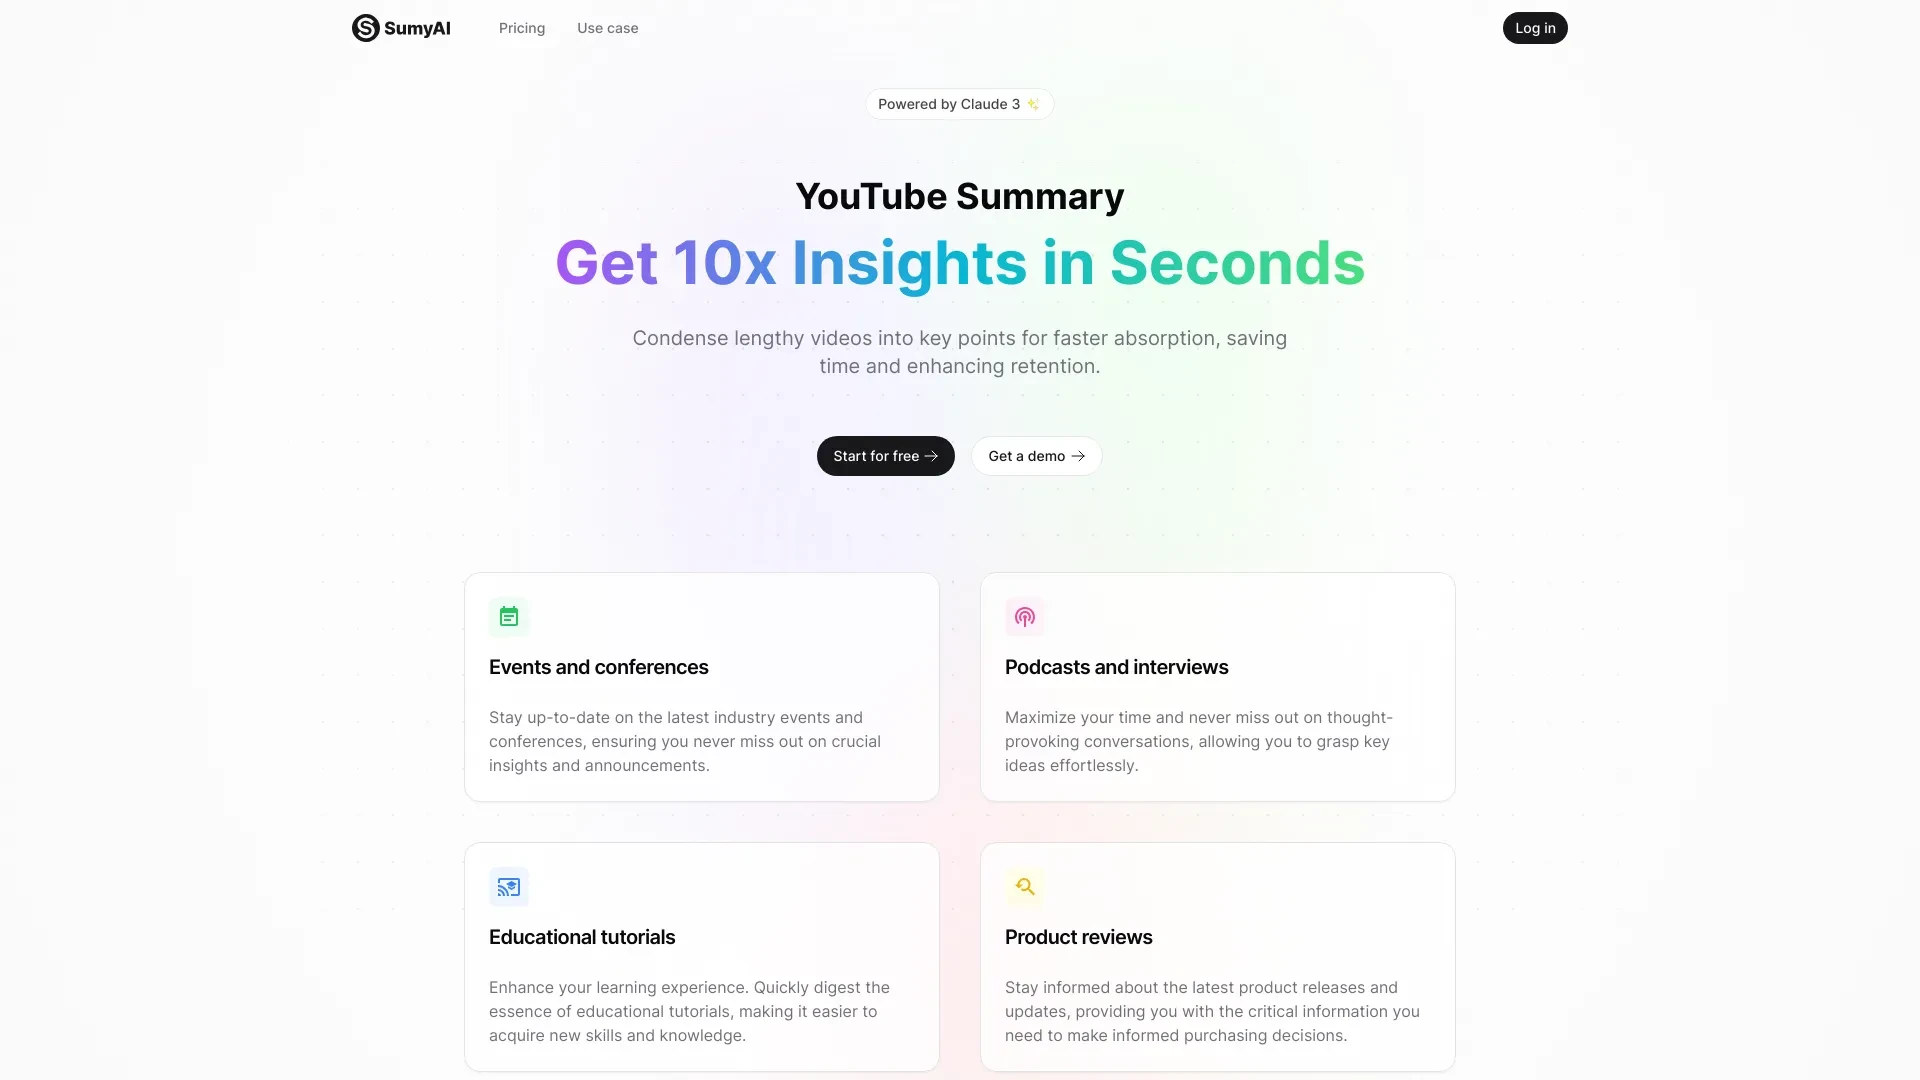 SumyAI
Pricing
Use case
Log in
Powered by Claude 3
YouTube Summary
Get 10x Insights in Seconds
Condense lengthy videos into key points for faster absorption, saving
time and enhancing retention.
Start for free →
Get a demo →
Events and conferences
Stay up-to-date on the latest industry events and
conferences, ensuring you never miss out on crucial
insights and announcements.
Podcasts and interviews
Maximize your time and never miss out on thought-
provoking conversations, allowing you to grasp key
ideas effortlessly.
Educational tutorials
Enhance your learning experience. Quickly digest the
essence of educational tutorials, making it easier to
acquire new skills and knowledge.
Product reviews
Stay informed about the latest product releases and
updates, providing you with the critical information you
need to make informed purchasing decisions.